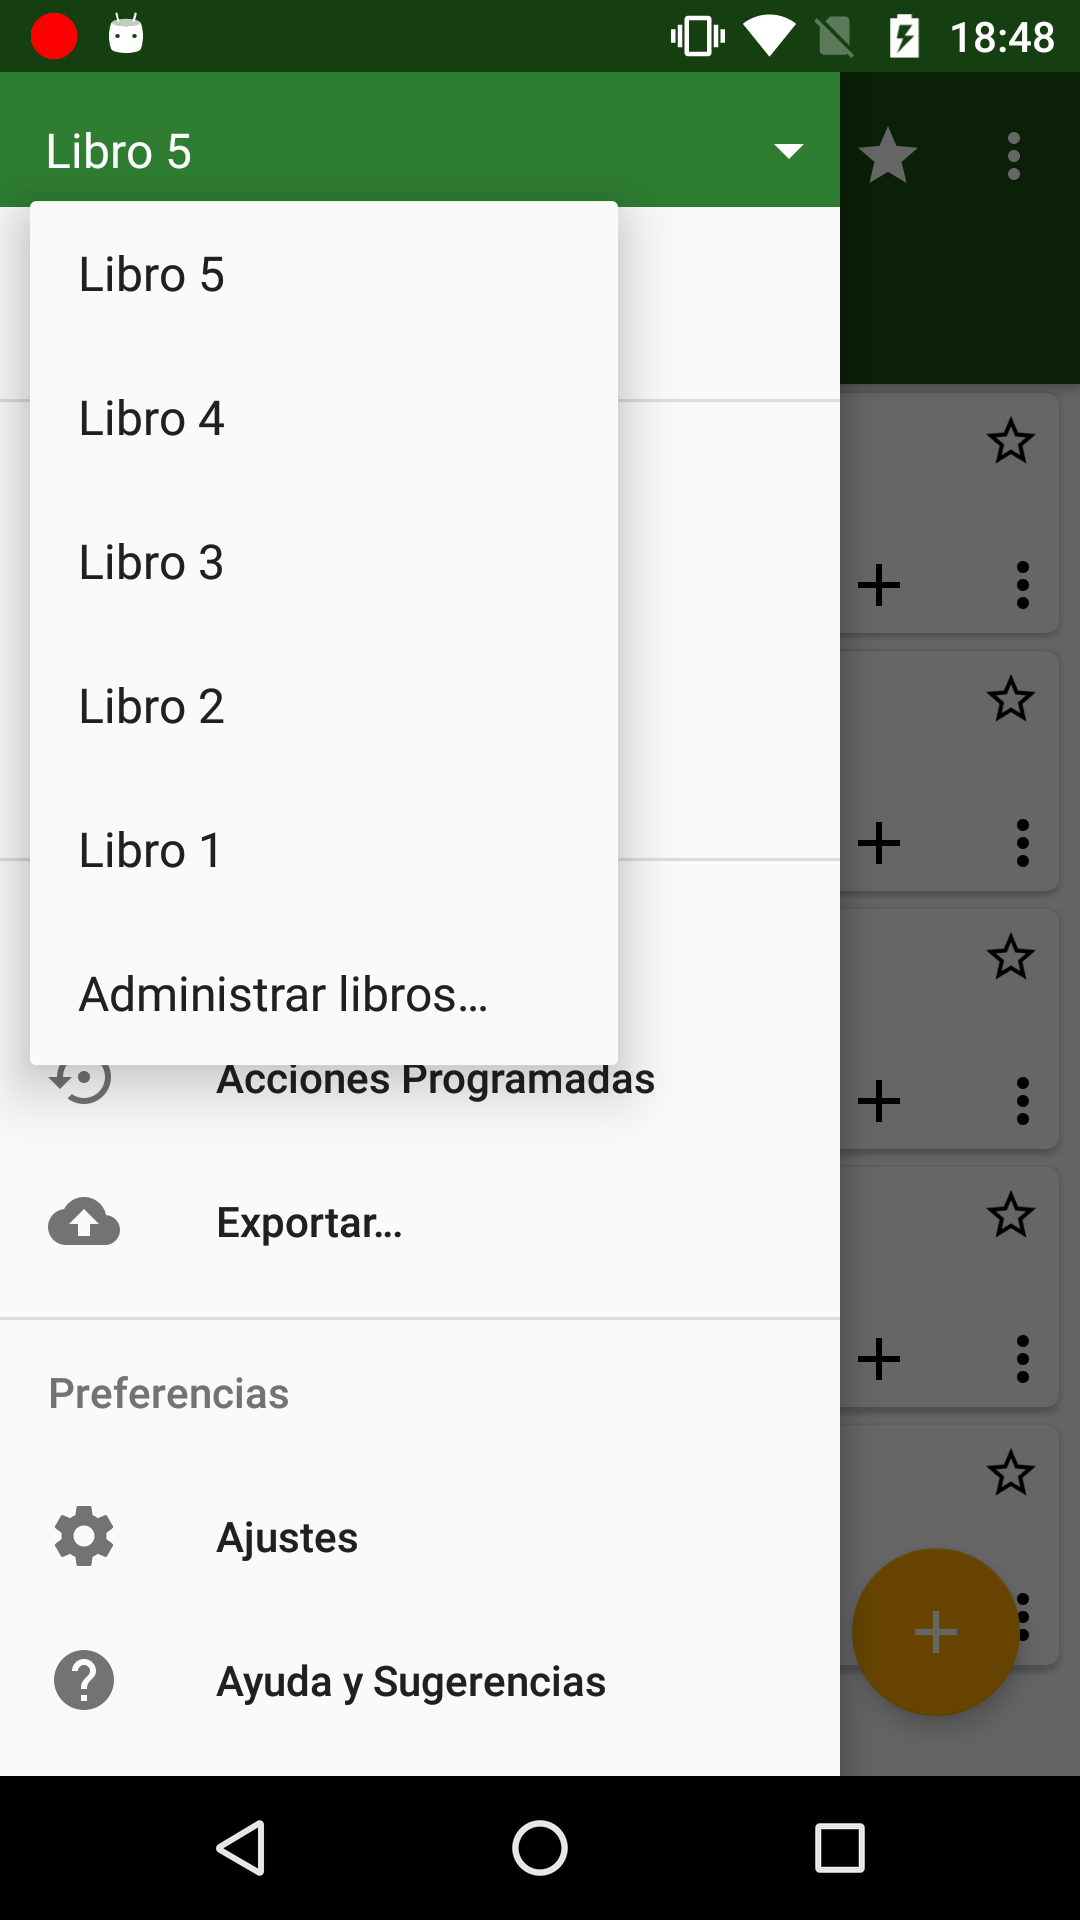 18:48
Libro 5
Libro 5
Libro 4
Libro 3
Libro 2
Libro 1
Administrar libros...
Acciones Programadas
Exportar...
Preferencias
Ajustes
Ayuda y Sugerencias